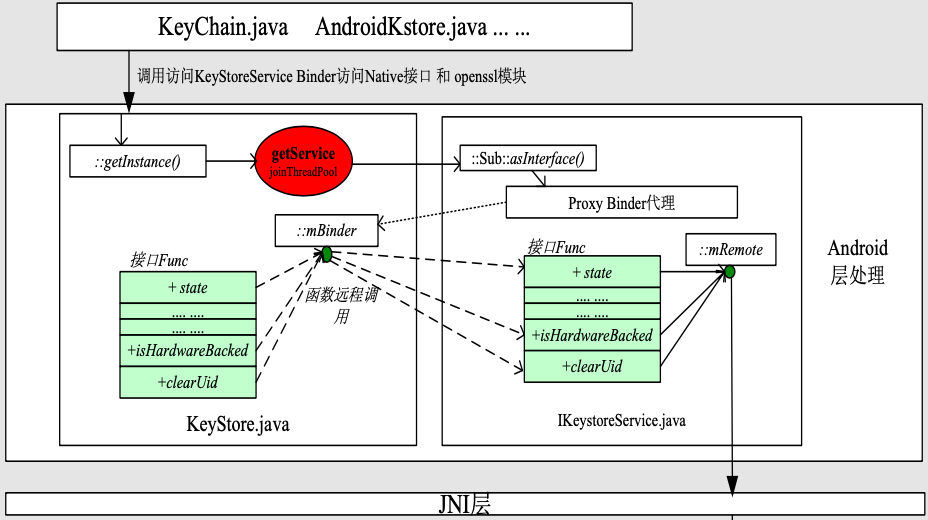 KeyChain.java AndroidKstore.java ... ...
调用访问KeyStoreService Binder访问Native接口 和 openssl模块
::getInstance()
getService
joinThreadPool
::Sub::asInterface()
Proxy Binder代理
::mBinder
接口Func
+ state
.... ....
.... ....
+isHardwareBacked
+clearUid
KeyStore.java
函数远程调
用
接口Func
::mRemote
+ state
.... ....
.... ....
+isHardwareBacked
+clearUid
IKeystoreService.java
Android
层处理
JNI层